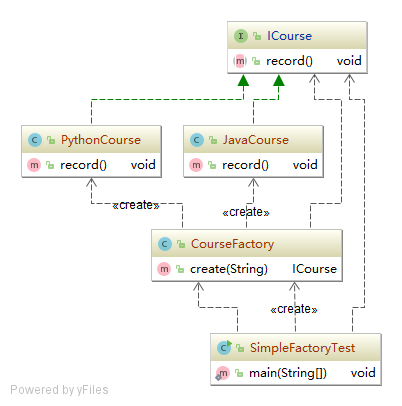 I ICourse
m record() void
C PythonCourse
m record() void
C JavaCourse
m record() void
«create»
«create»
C CourseFactory
m create(String) ICourse
«create»
C SimpleFactoryTest
m main(String[]) void
Powered by yFiles